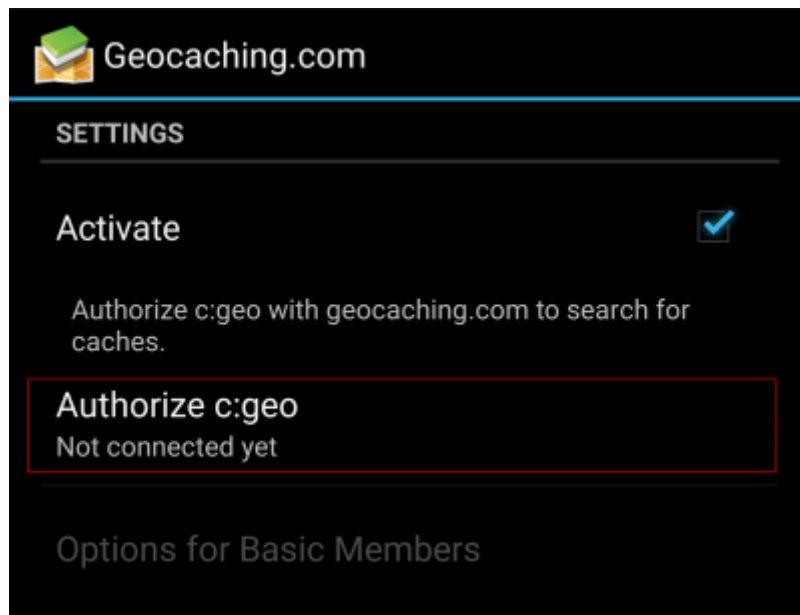 Geocaching.com
SETTINGS
Activate
Authorize c:geo with geocaching.com to search for
caches.
Authorize c:geo
Not connected yet
Options for Basic Members